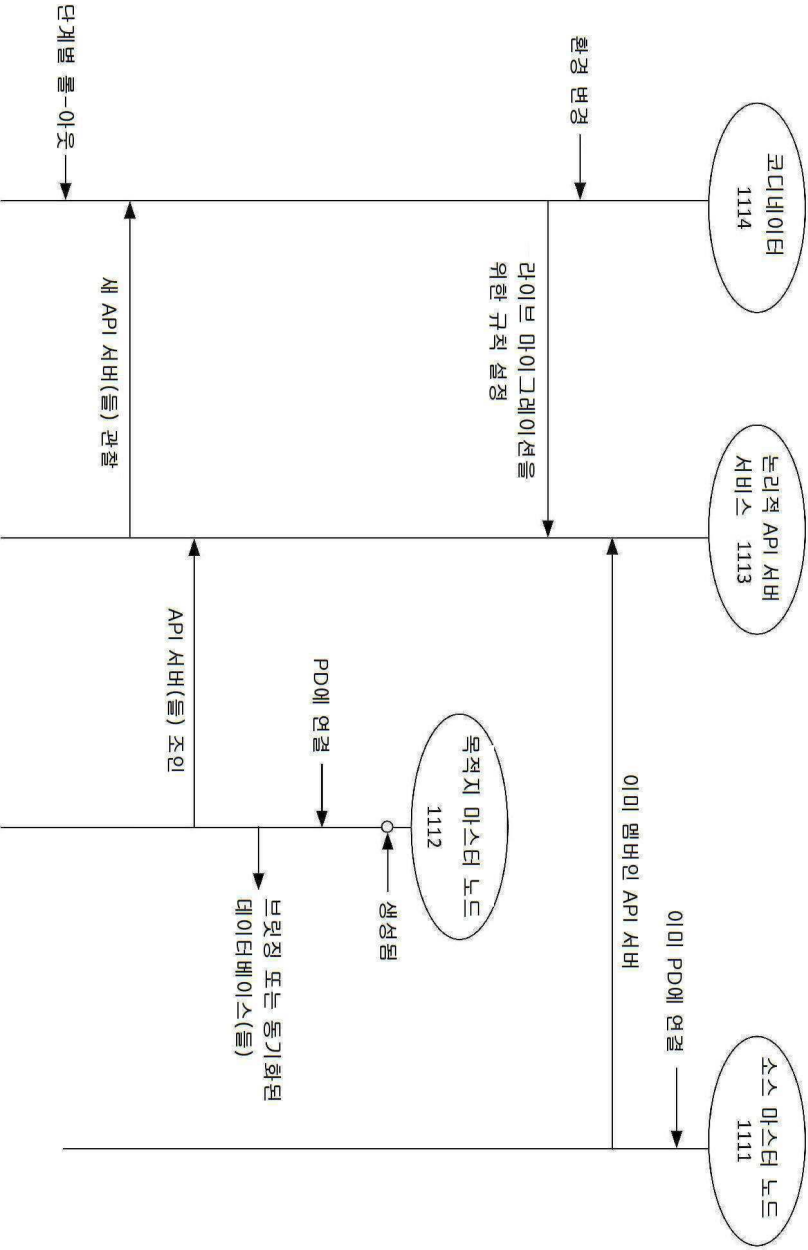 코디네이터
1114
논리적 API 서버
서비스 1113
소스 마스터 노드
1111
이미 PD에 연결
이미 멤버인 API 서버
환경 변경
라이브 마이그레이션을
위한 규칙 설정
목적지 마스터 노드
1112
생성됨
PD에 연결
브릿징 또는 동기화된
데이터베이스(들)
API 서버(들) 조인
새 API 서버(들) 관찰
단계별 롤-아웃